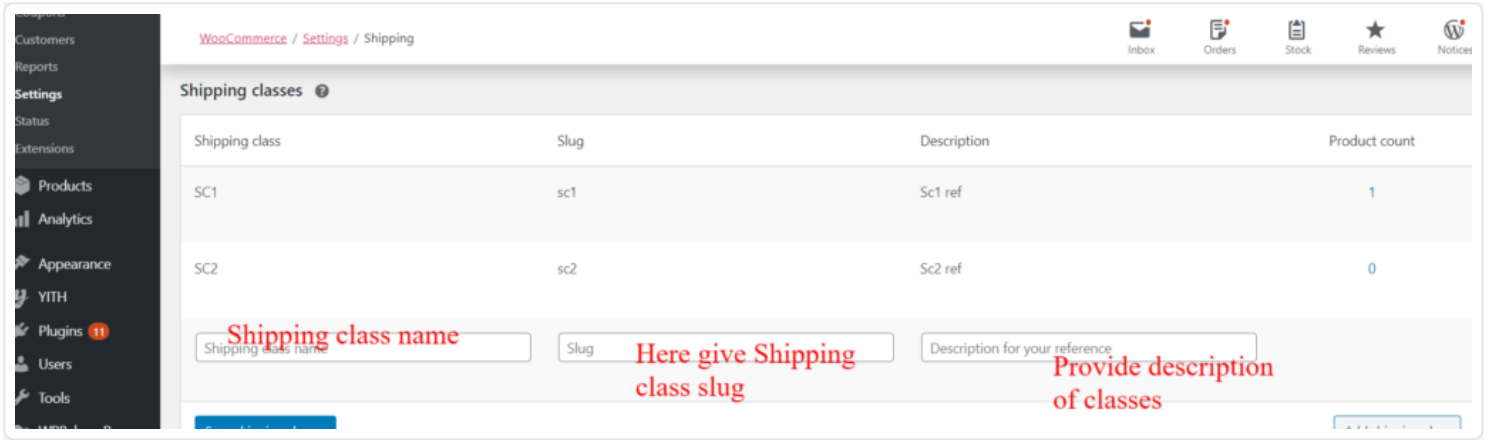 Customers
Reports
Settings
Status
Extensions
Products
Analytics
Appearance
YITH
Plugins 11
Users
Tools
WooCommerce / Settings / Shipping
Inbox
Orders
Stock
Reviews
Notices
Shipping classes
Shipping class Slug Description Product count
SC1 sc1 Sc1 ref 1
SC2 sc2 Sc2 ref 0
Shipping class name
Shipping class name
Slug
Here give Shipping
class slug
Description for your reference
Provide description
of classes